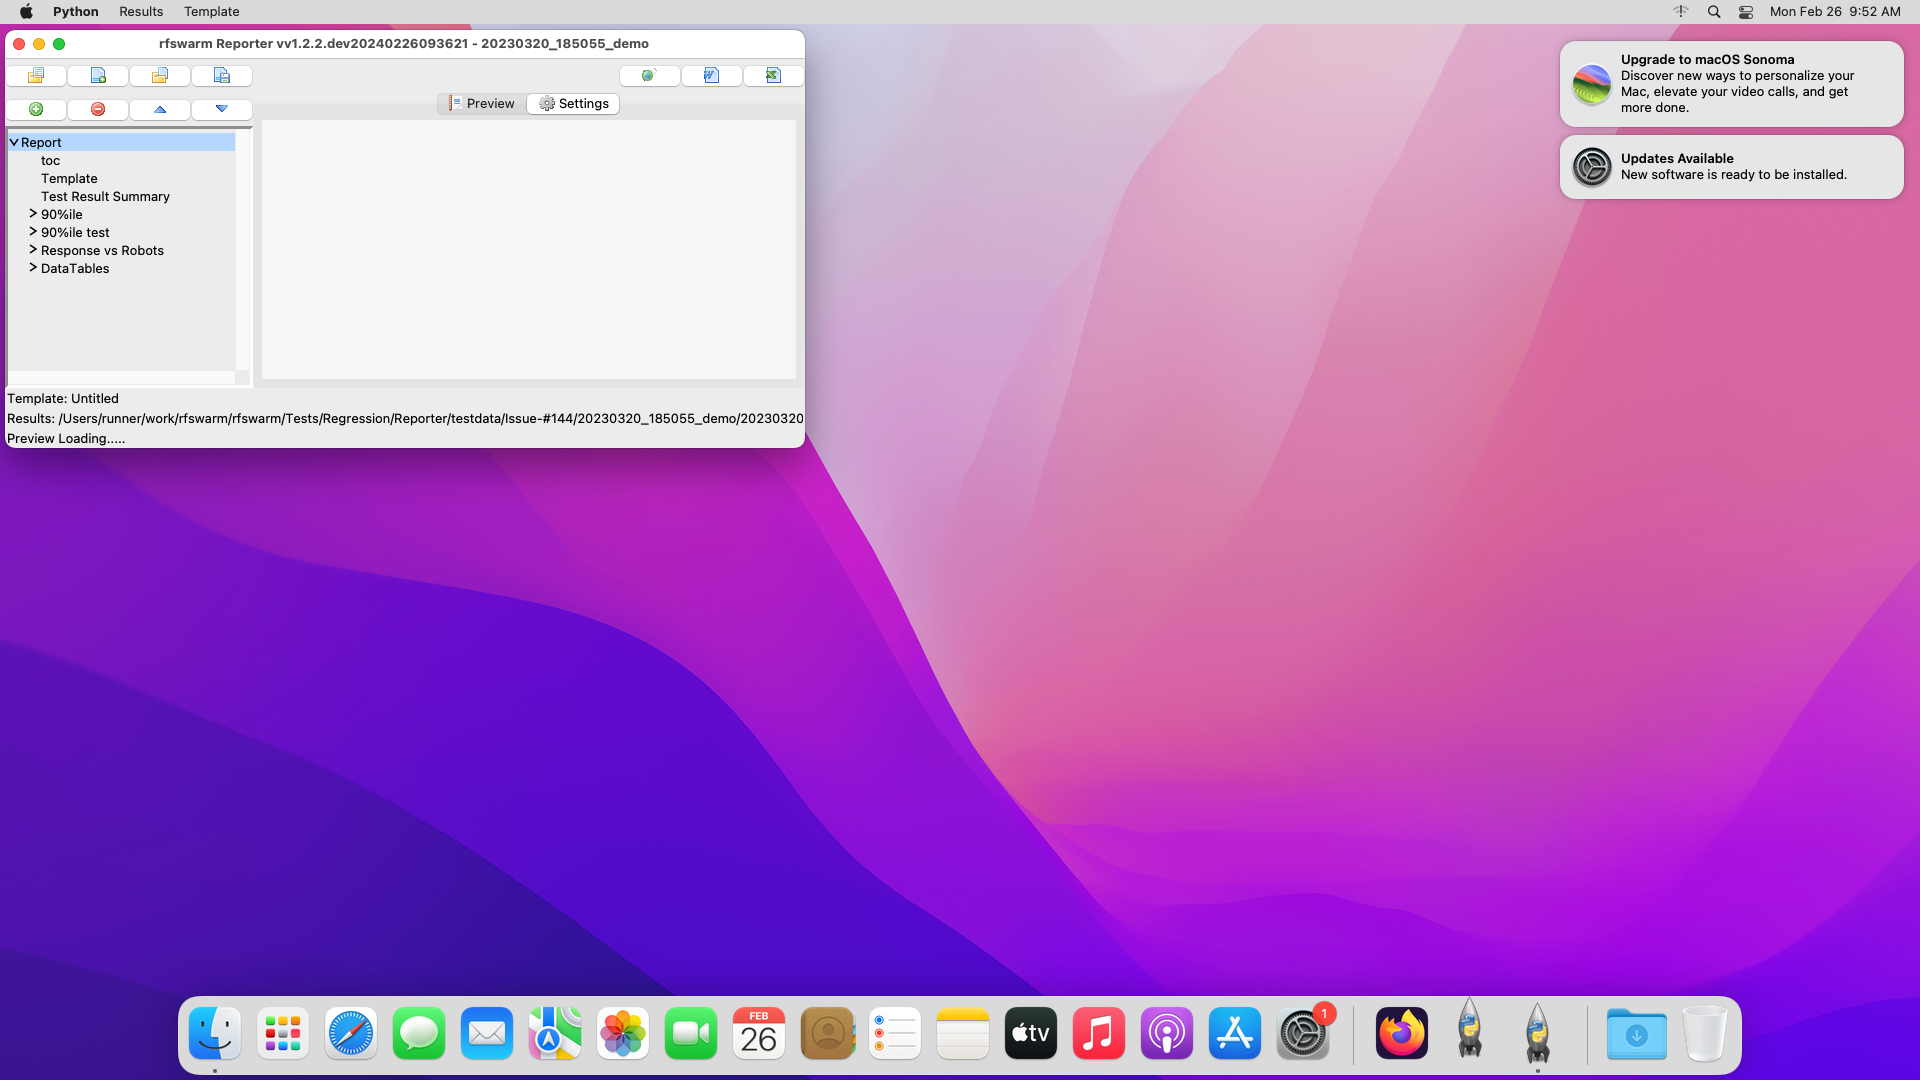 Python Results Template
Mon Feb 26 9:52 AM
rfswarm Reporter vv1.2.2.dev20240226093621 - 20230320_185055_demo
Preview
Settings
Report
toc
Template
Test Result Summary
90%ile
90%ile test
Response vs Robots
DataTables
Template: Untitled
Results: /Users/runner/work/rfswarm/rfswarm/Tests/Regression/Reporter/testdata/Issue-#144/20230320_185055_demo/20230320
Preview Loading.....
Upgrade to macOS Sonoma
Discover new ways to personalize your
Mac, elevate your video calls, and get
more done.
Updates Available
New software is ready to be installed.
FEB
26
tv
1